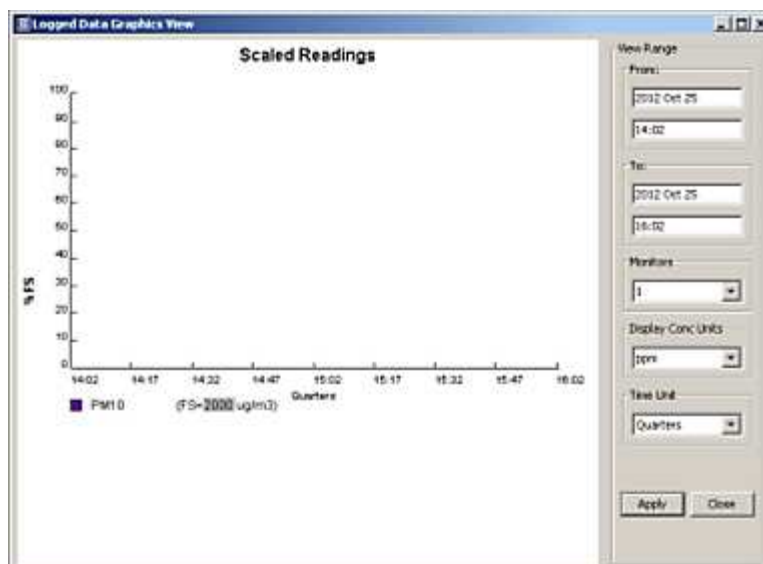 Logged Data Graphics View
Scaled Readings
100
90
80
70
60
50
40
30
20
10
0
% FS
14:02 14:17 14:32 14:47 15:02 15:17 15:32 15:47 16:02
Quarters
PM10 (FS=2000 ug/m3)
View Range
From:
2012 Oct 25
14:02
To:
2012 Oct 25
16:02
Monitors
1
Display Conc Units
ppm
Time Unit
Quarters
Apply Close